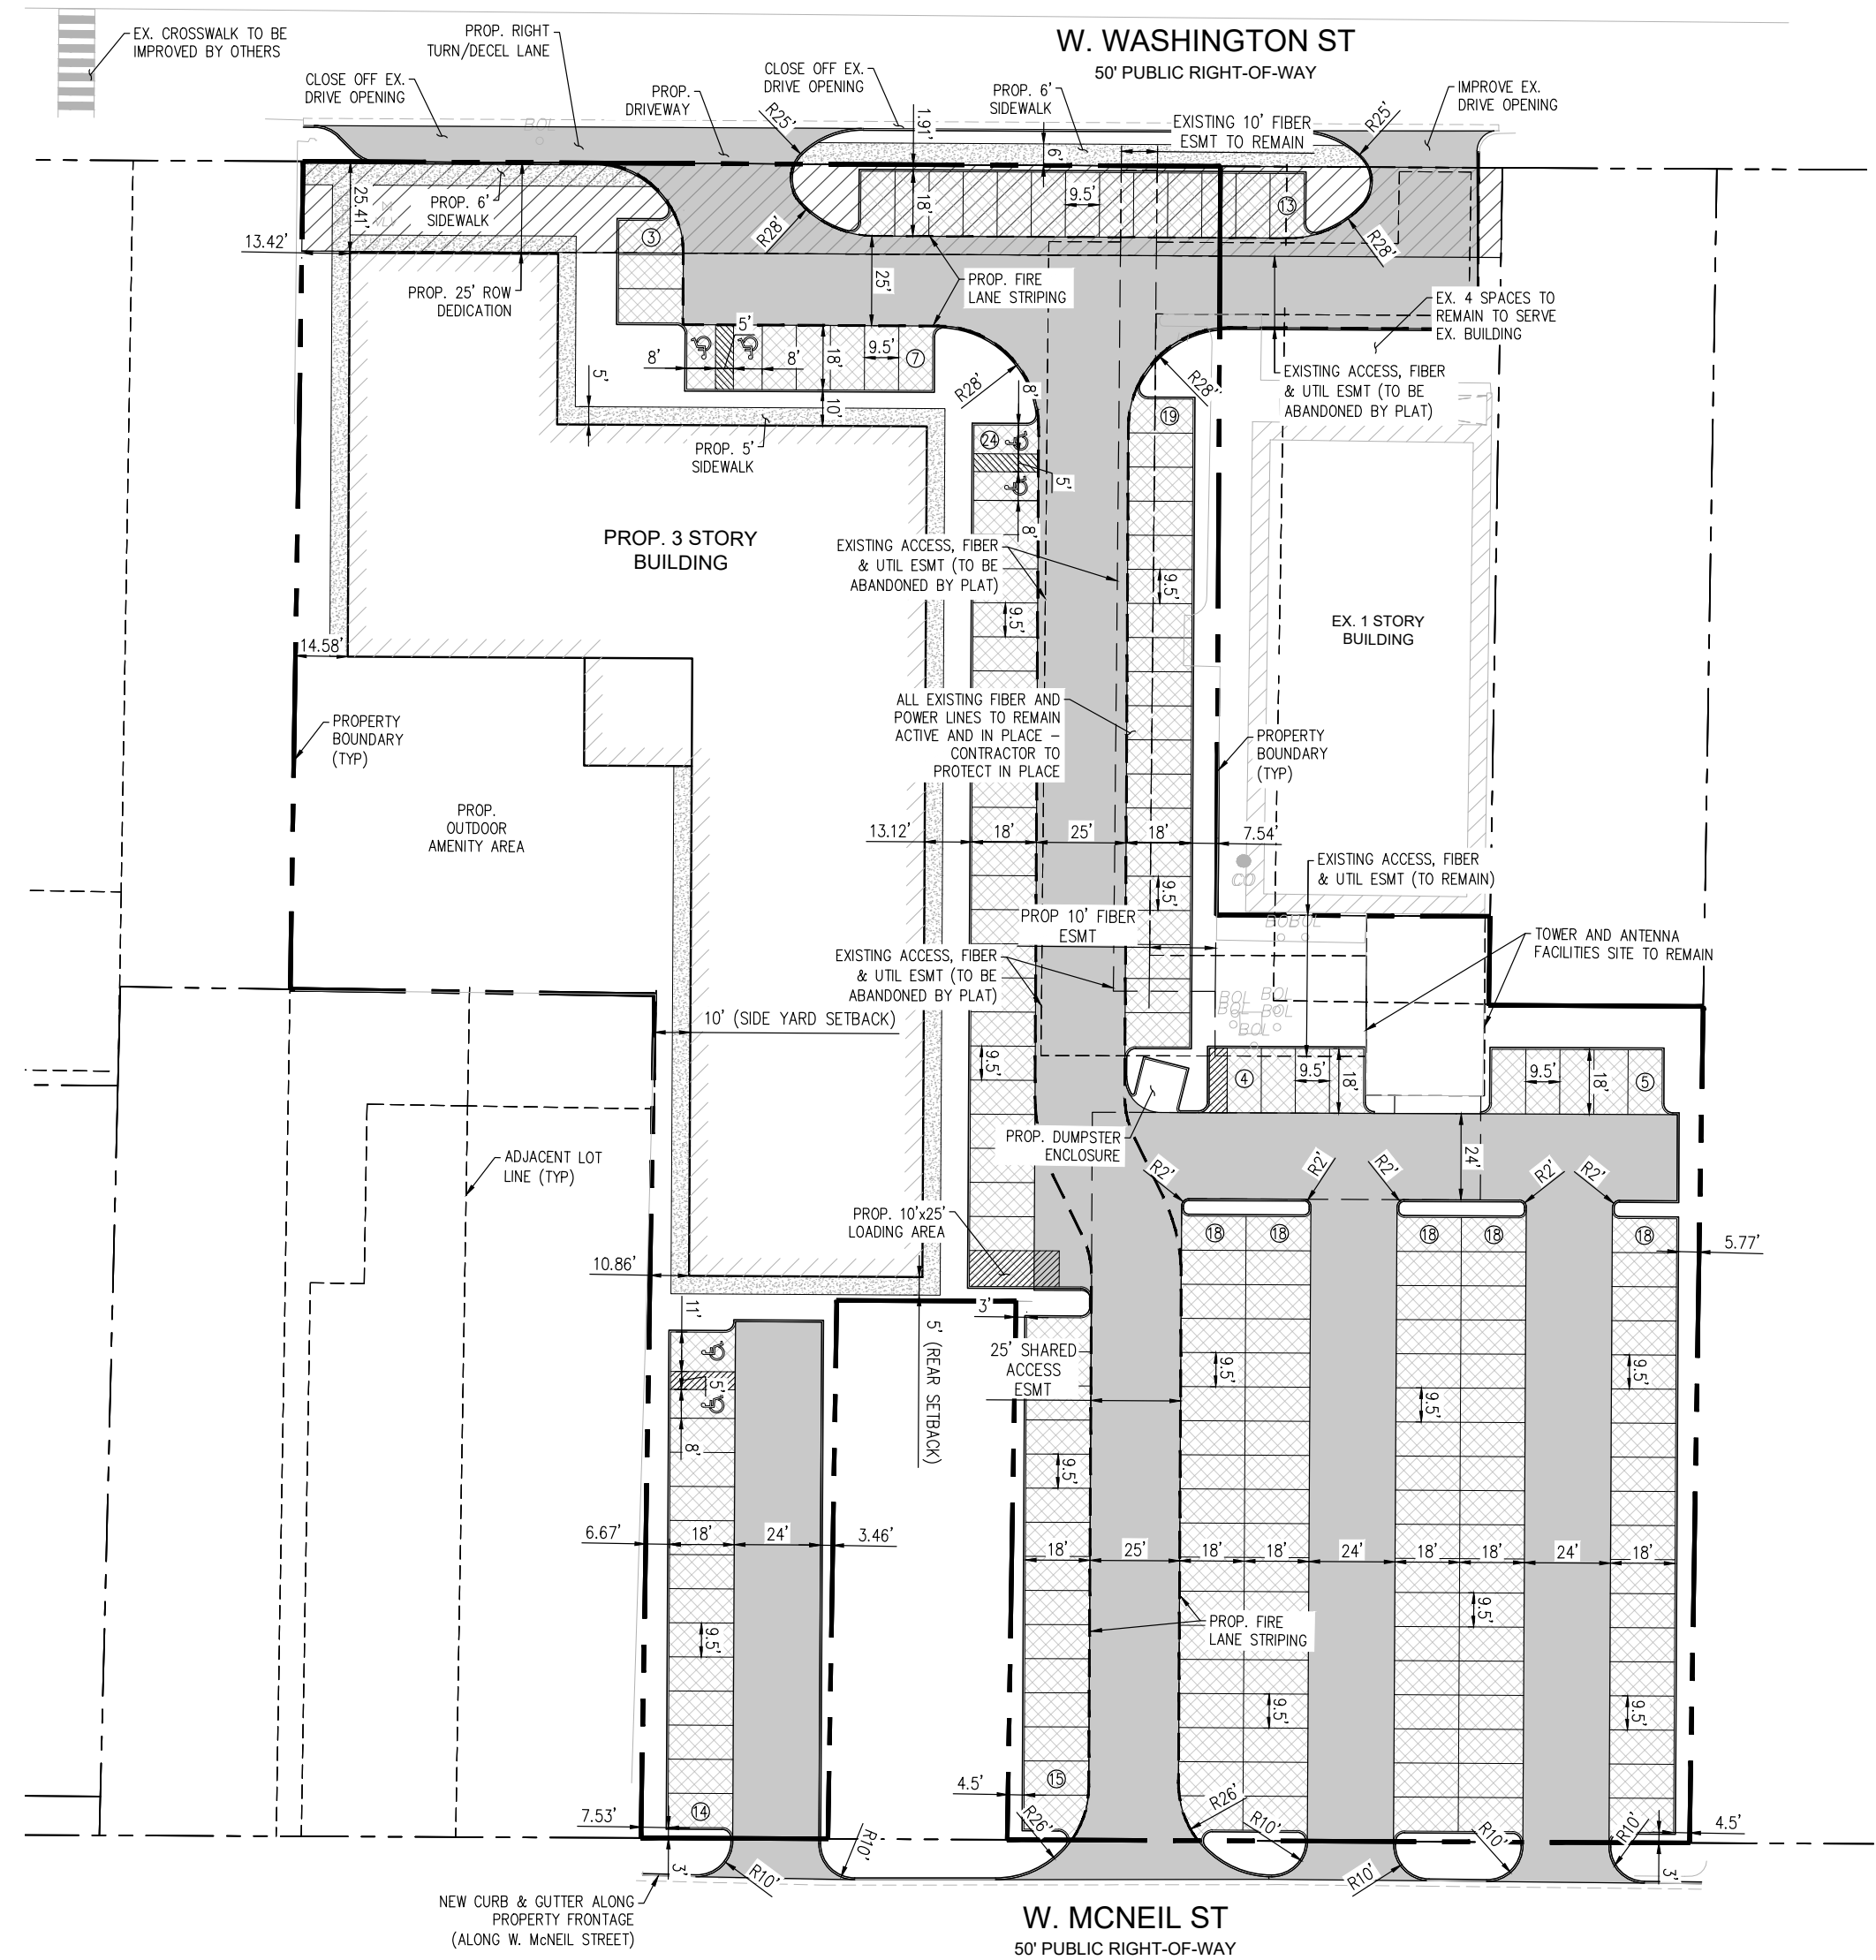 EX. CROSSWALK TO BE
IMPROVED BY OTHERS
PROP. RIGHT
TURN/DECEL LANE
CLOSE OFF EX.
DRIVE OPENING
PROP.
DRIVEWAY
CLOSE OFF EX.
DRIVE OPENING
W. WASHINGTON ST
50' PUBLIC RIGHT-OF-WAY
PROP. 6'
SIDEWALK
IMPROVE EX.
DRIVE OPENING
BOL
R25'
1.91'
EXISTING 10' FIBER
ESMT TO REMAIN
R25'
6'
25.41'
PROP. 6'
SIDEWALK
18'
9.5'
13
3
R28'
R28'
13.42'
25'
PROP. 25' ROW
DEDICATION
PROP. FIRE
LANE STRIPING
EX. 4 SPACES TO
REMAIN TO SERVE
EX. BUILDING
5'
8'
8'
18'
9.5'
7
5'
10'
R28'
8'
R28'
EXISTING ACCESS, FIBER
& UTIL ESMT (TO BE
ABANDONED BY PLAT)
19
24
PROP. 5'
SIDEWALK
5'
8'
PROP. 3 STORY
BUILDING
EXISTING ACCESS, FIBER
& UTIL ESMT (TO BE
ABANDONED BY PLAT)
9.5'
9.5'
EX. 1 STORY
BUILDING
14.58'
ALL EXISTING FIBER AND
POWER LINES TO REMAIN
ACTIVE AND IN PLACE –
CONTRACTOR TO
PROTECT IN PLACE
PROPERTY
BOUNDARY
(TYP)
PROPERTY
BOUNDARY
(TYP)
PROP.
OUTDOOR
AMENITY AREA
13.12'
18'
25'
18'
7.54'
EXISTING ACCESS, FIBER
& UTIL ESMT (TO REMAIN)
CO
9.5'
PROP 10' FIBER
ESMT
BOBOL
TOWER AND ANTENNA
FACILITIES SITE TO REMAIN
EXISTING ACCESS, FIBER
& UTIL ESMT (TO BE
ABANDONED BY PLAT)
BOL
BOL
BOL
BOL
BOL
10' (SIDE YARD SETBACK)
9.5'
4
9.5'
18'
9.5'
18'
5
PROP. DUMPSTER
ENCLOSURE
24'
ADJACENT LOT
LINE (TYP)
R2'
R2'
R2'
R2'
R2'
PROP. 10'x25'
LOADING AREA
18
18
18
18
18
5.77'
10.86'
11'
3'
5' (REAR SETBACK)
25' SHARED
ACCESS
ESMT
5'
8'
9.5'
9.5'
9.5'
9.5'
6.67'
18'
24'
3.46'
18'
25'
18'
18'
24'
18'
18'
24'
18'
9.5'
9.5'
PROP. FIRE
LANE STRIPING
9.5'
9.5'
15
4.5'
14
7.53'
R26'
R26'
R10'
R10'
R10'
4.5'
3'
R10'
R10'
R10'
3'
NEW CURB & GUTTER ALONG
PROPERTY FRONTAGE
(ALONG W. McNEIL STREET)
W. MCNEIL ST
50' PUBLIC RIGHT-OF-WAY